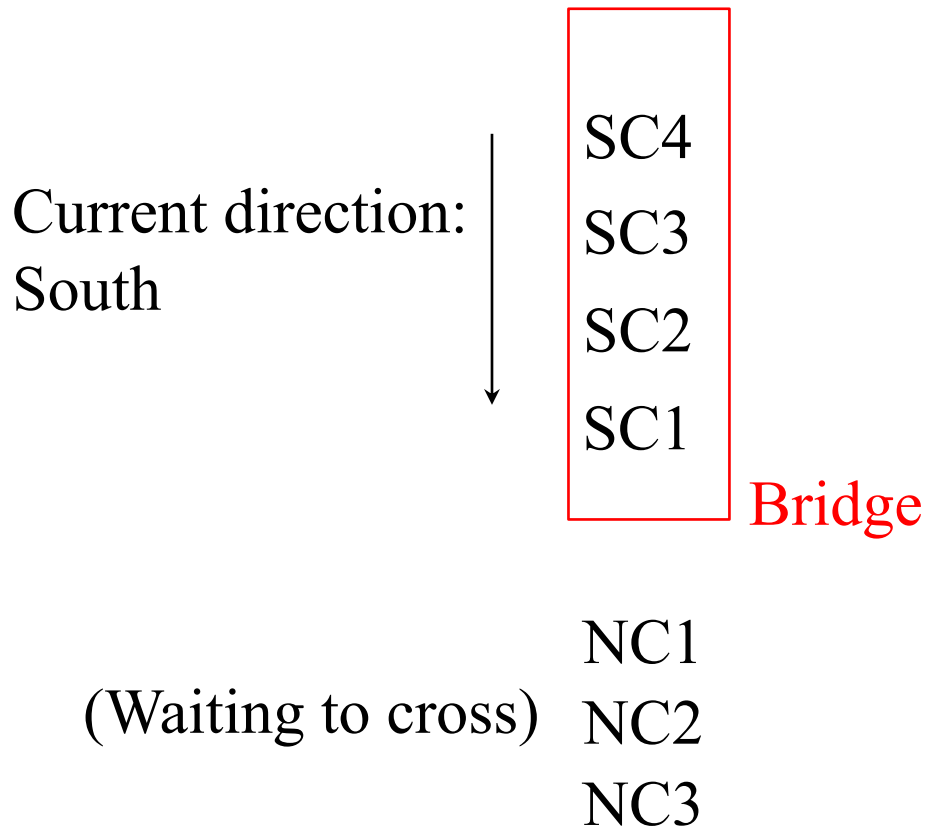 SC4
Current direction:
South
SC3
SC2
SC1
Bridge
NC1
(Waiting to cross)
NC2
NC3